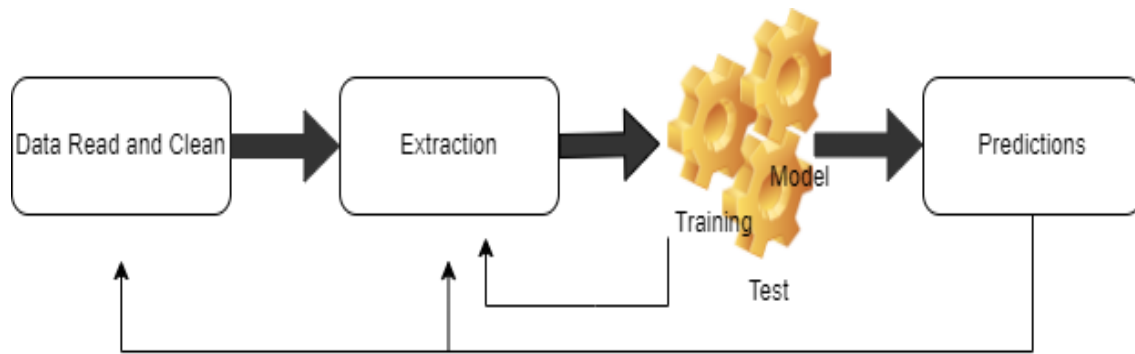 Data Read and Clean
Extraction
Model
Training
Test
Predictions